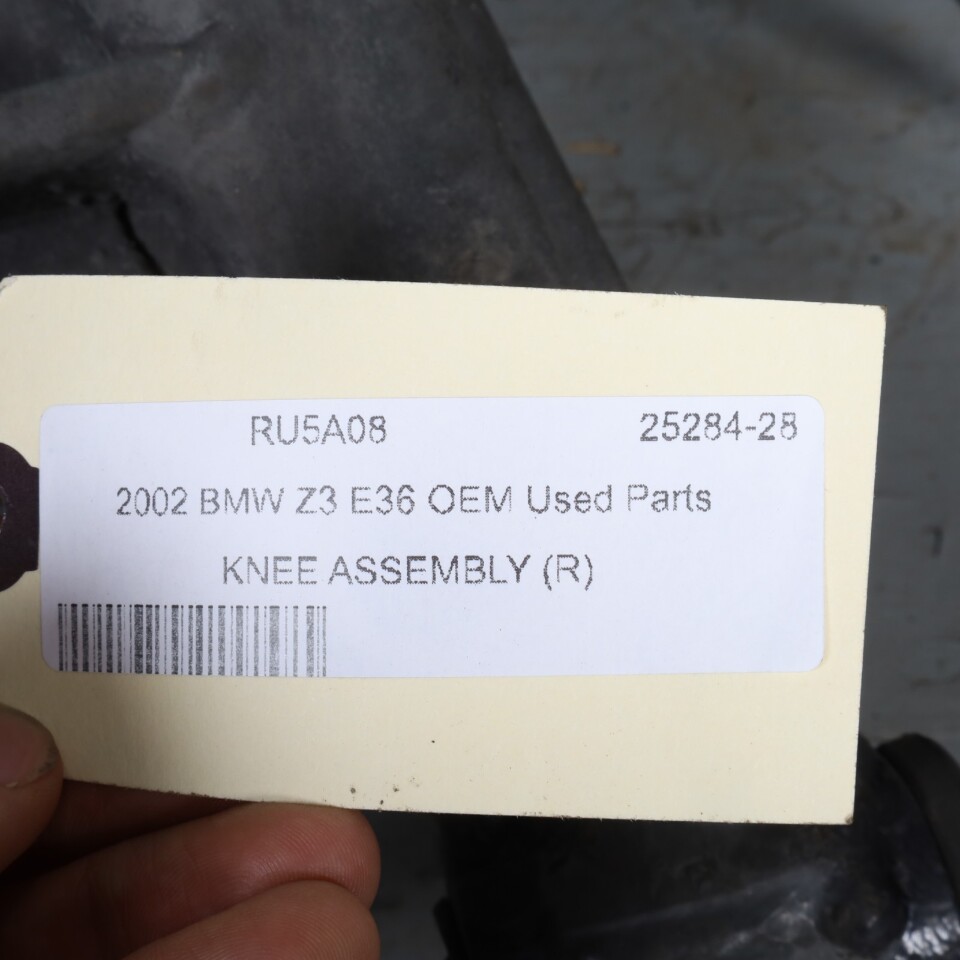 RU5A08 25284-28
2002 BMW Z3 E36 OEM Used Parts
KNEE ASSEMBLY (R)